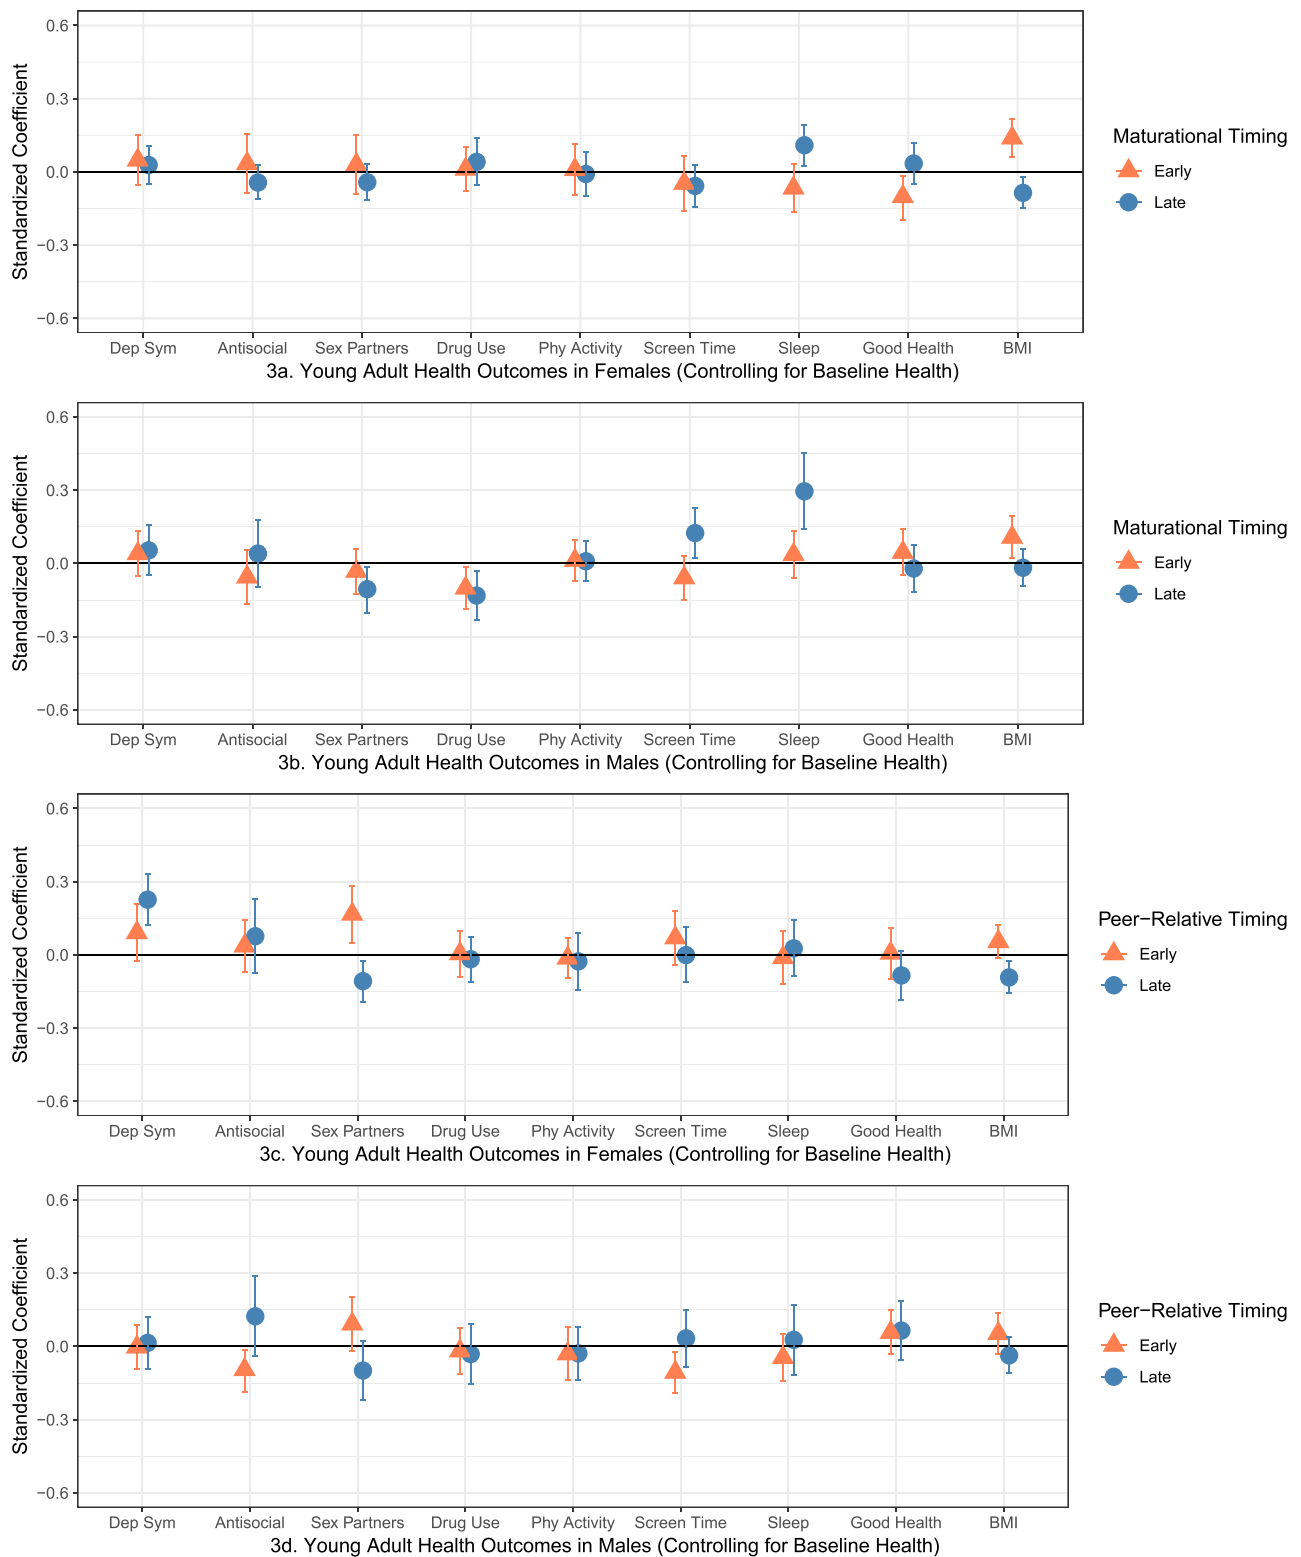 0.6
0.3
0.0
−0.3
−0.6
Standardized Coefficient
Dep Sym Antisocial Sex Partners Drug Use Phy Activity Screen Time Sleep Good Health BMI
3a. Young Adult Health Outcomes in Females (Controlling for Baseline Health)
Maturational Timing
Early
Late
0.6
0.3
0.0
−0.3
−0.6
Standardized Coefficient
Dep Sym Antisocial Sex Partners Drug Use Phy Activity Screen Time Sleep Good Health BMI
3b. Young Adult Health Outcomes in Males (Controlling for Baseline Health)
Maturational Timing
Early
Late
0.6
0.3
0.0
−0.3
−0.6
Standardized Coefficient
Dep Sym Antisocial Sex Partners Drug Use Phy Activity Screen Time Sleep Good Health BMI
3c. Young Adult Health Outcomes in Females (Controlling for Baseline Health)
Peer−Relative Timing
Early
Late
0.6
0.3
0.0
−0.3
−0.6
Standardized Coefficient
Dep Sym Antisocial Sex Partners Drug Use Phy Activity Screen Time Sleep Good Health BMI
3d. Young Adult Health Outcomes in Males (Controlling for Baseline Health)
Peer−Relative Timing
Early
Late